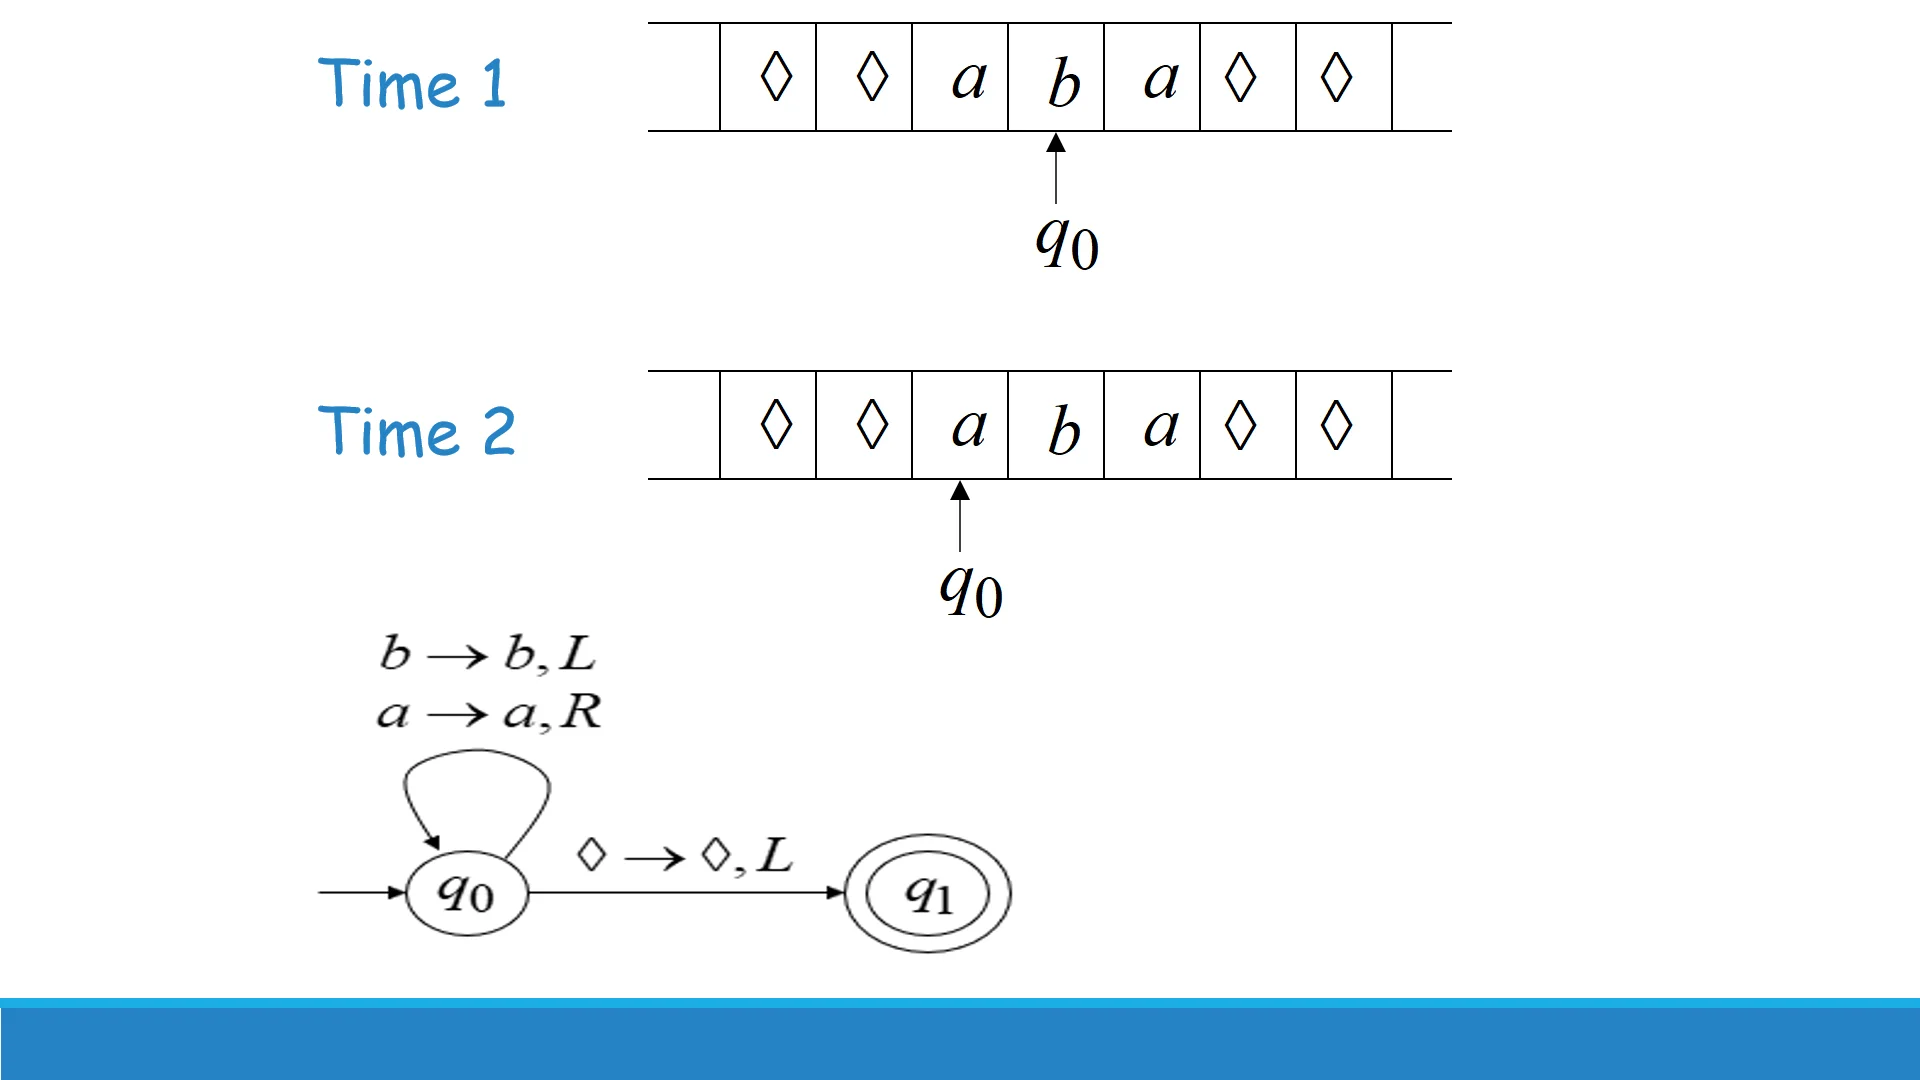 Time 1
◊ ◊ a b a ◊ ◊
q₀
Time 2
◊ ◊ a b a ◊ ◊
q₀
b → b, L
a → a, R
◊ → ◊, L
q₀ q₁